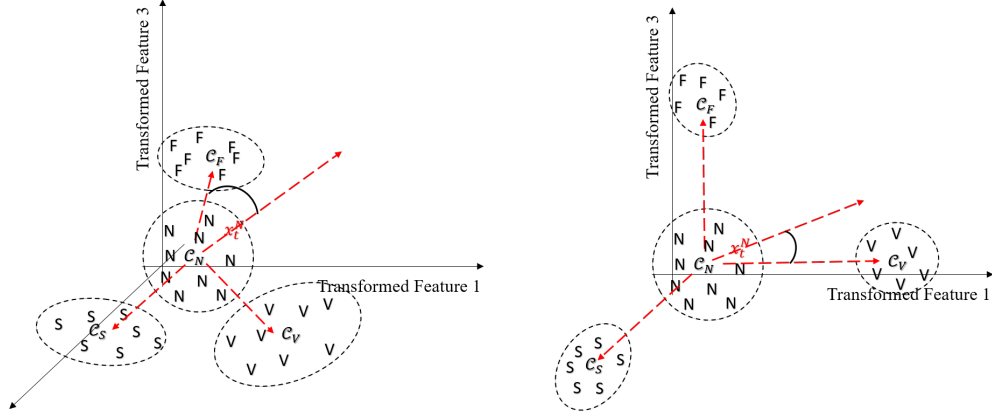 Transformed Feature 3
F F F
F 𝒞_F F
F F
N N
N x_t^N
N 𝒞_N N
N N
N N
Transformed Feature 1
S S S
𝒞_S S
S S S
V V V
V V 𝒞_V
V V V
Transformed Feature 3
F F F
F 𝒞_F
F
N N
N x_t^N
N 𝒞_N N
N N
N N
V V
V 𝒞_V
V V V
Transformed Feature 1
S S S
S 𝒞_S
S S